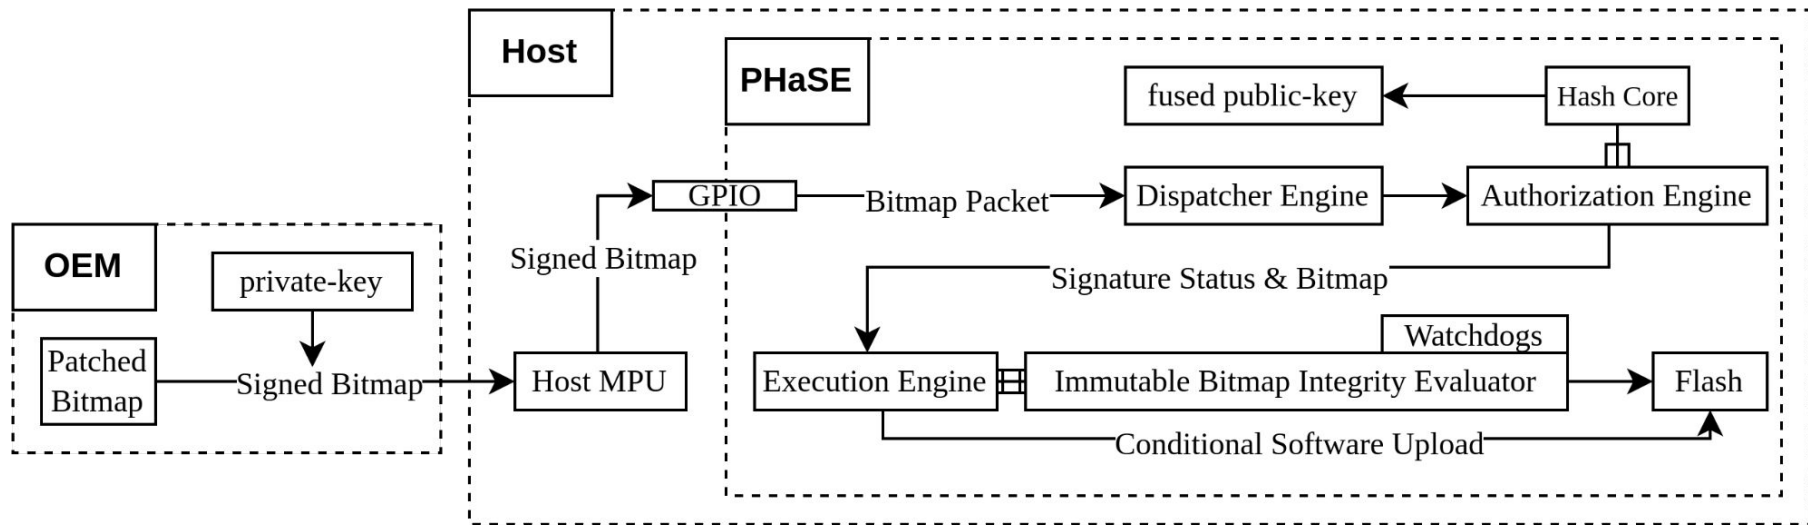 Host
PHaSE
fused public-key
Hash Core
GPIO
Bitmap Packet
Dispatcher Engine
Authorization Engine
OEM
private-key
Signed Bitmap
Signature Status & Bitmap
Watchdogs
Patched
Bitmap
Signed Bitmap
Host MPU
Execution Engine
Immutable Bitmap Integrity Evaluator
Flash
Conditional Software Upload